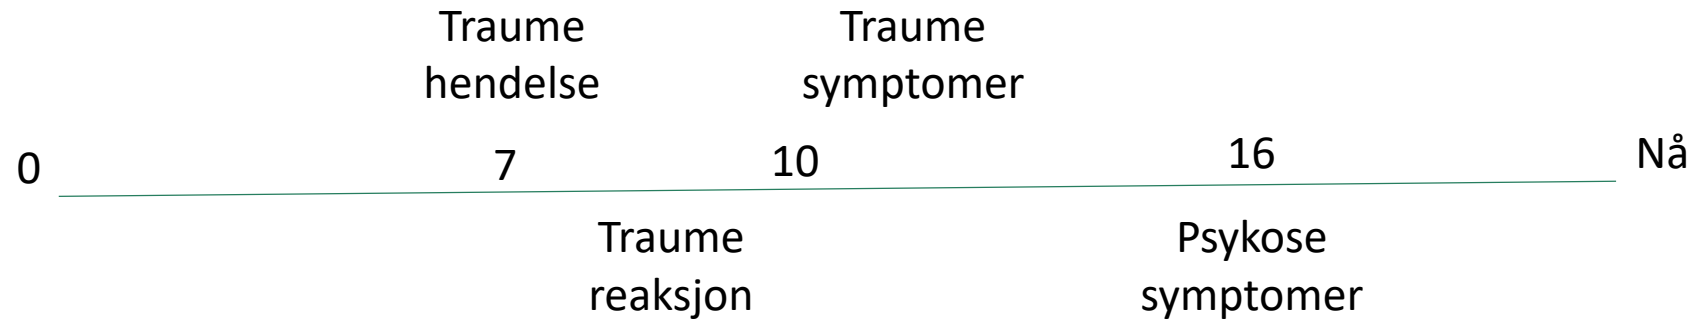 Traume
hendelse
Traume
symptomer
0
7
10
16
Nå
Traume
reaksjon
Psykose
symptomer